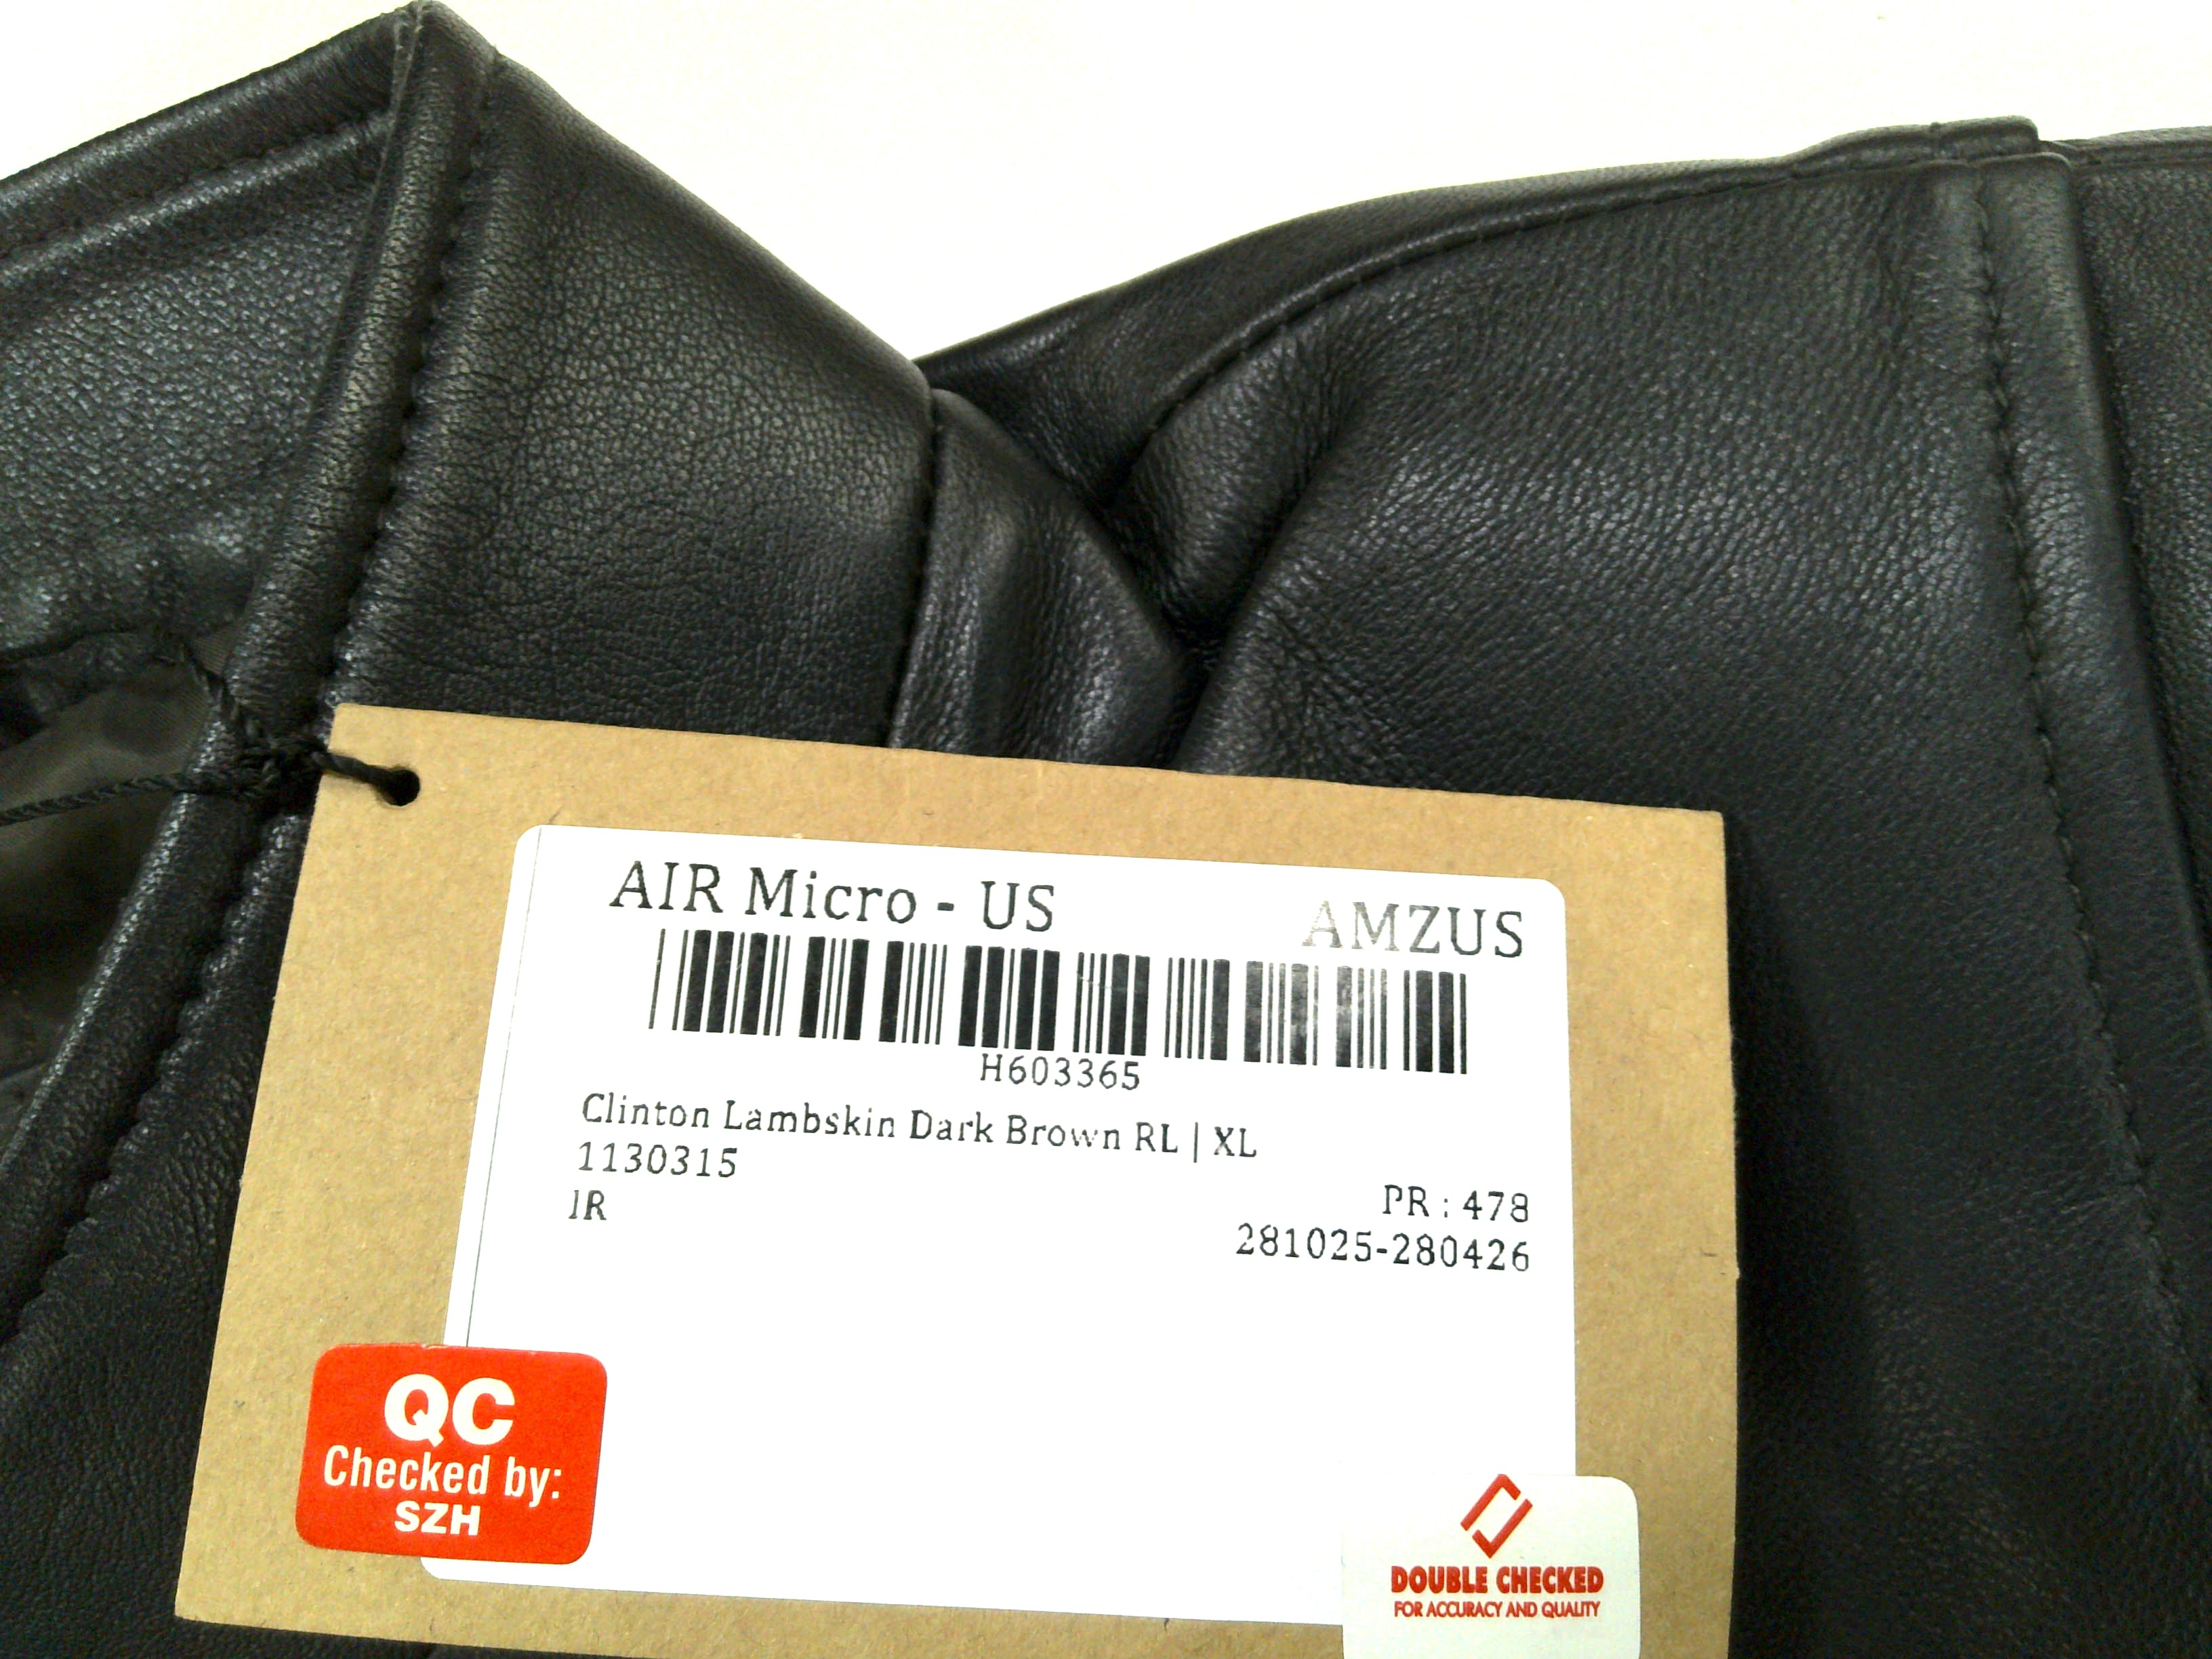 AIR Micro - US AMZUS
H603365
Clinton Lambskin Dark Brown RL | XL
1130315
PR : 478
IR
281025-280426
QC
Checked by:
SZH
DOUBLE CHECKED
FOR ACCURACY AND QUALITY